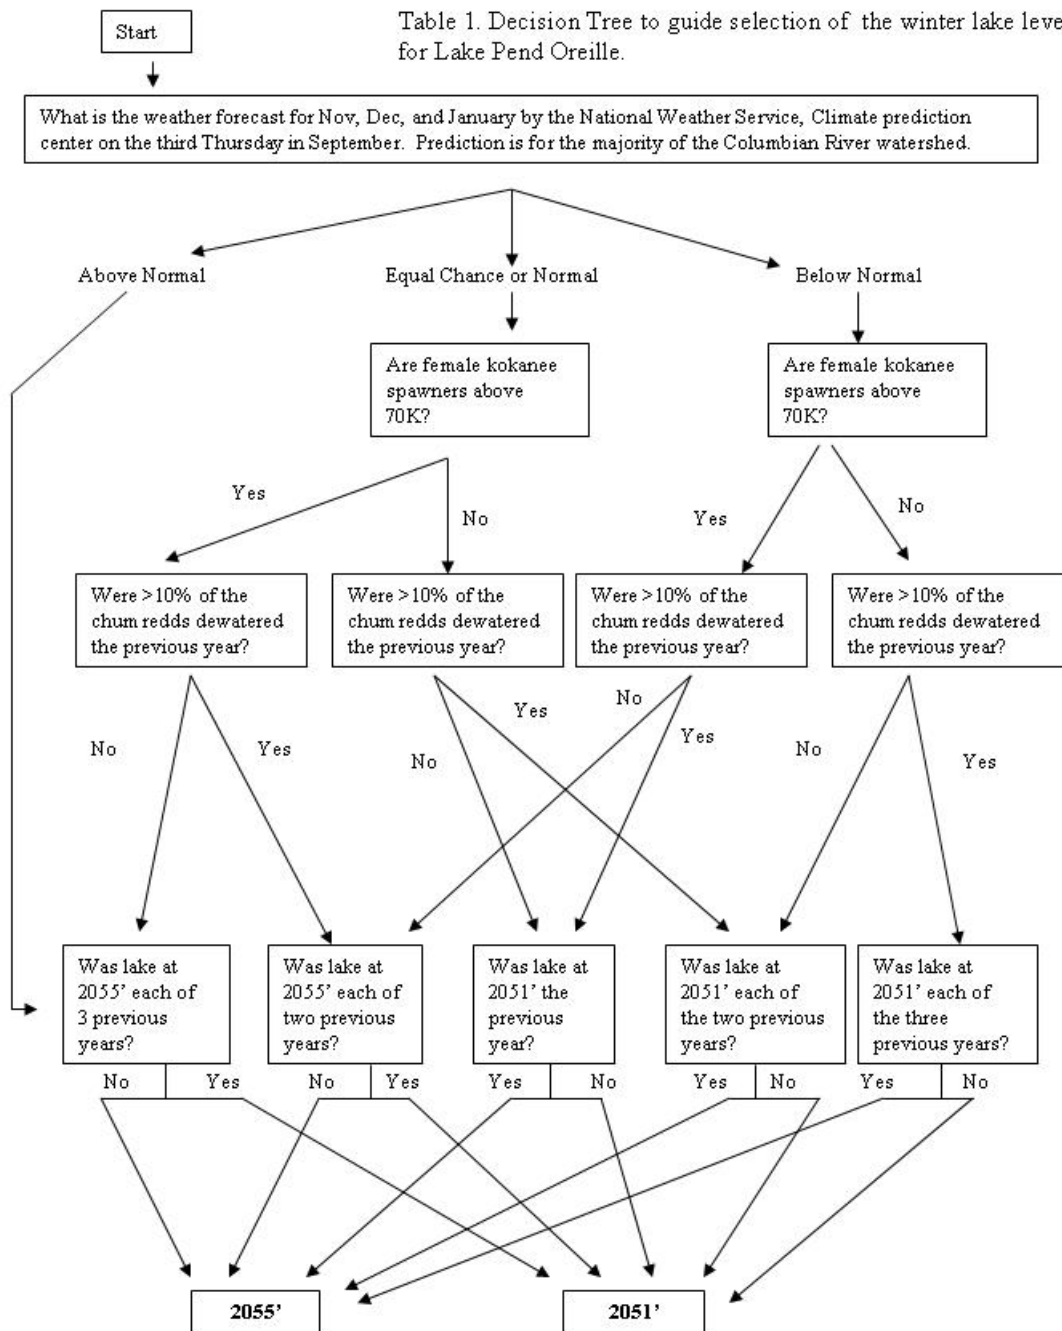 Start
Table 1. Decision Tree to guide selection of the winter lake leve
for Lake Pend Oreille.
What is the weather forecast for Nov, Dec, and January by the National Weather Service, Climate prediction
center on the third Thursday in September. Prediction is for the majority of the Columbian River watershed.
Above Normal
Equal Chance or Normal
Below Normal
Are female kokanee
spawners above
70K?
Are female kokanee
spawners above
70K?
Yes
No
Yes
No
Were >10% of the
chum redds dewatered
the previous year?
Were >10% of the
chum redds dewatered
the previous year?
Were >10% of the
chum redds dewatered
the previous year?
Were >10% of the
chum redds dewatered
the previous year?
No
Yes
No
Yes
No
Yes
No
Yes
Was lake at
2055’ each of
3 previous
years?
Was lake at
2055’ each of
two previous
years?
Was lake at
2051’ the
previous
year?
Was lake at
2051’ each of
the two previous
years?
Was lake at
2051’ each of
the three
previous years?
No
Yes
No
Yes
Yes
No
Yes
No
Yes
No
2055’
2051’